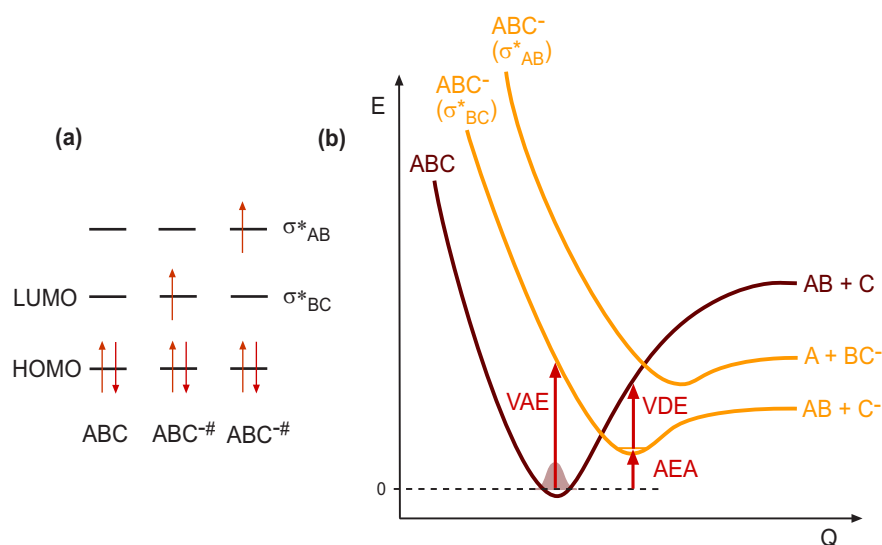 (a)
σ*AB
LUMO
σ*BC
HOMO
ABC
ABC-#
ABC-#
(b)
E
ABC-
(σ*AB)
ABC-
(σ*BC)
ABC
AB + C
A + BC-
AB + C-
VAE
VDE
AEA
0
Q